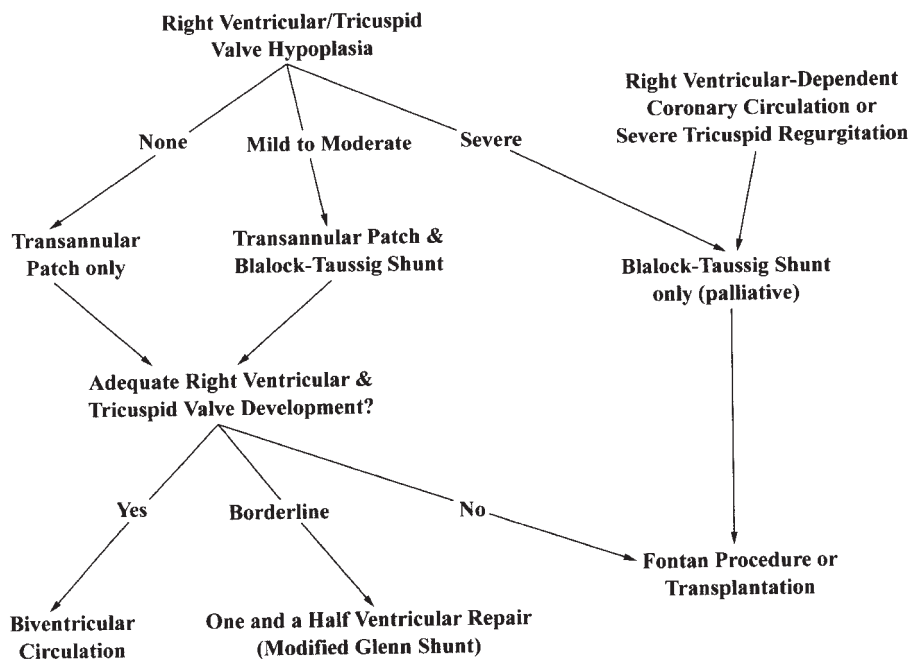 Right Ventricular/Tricuspid
Valve Hypoplasia
Right Ventricular-Dependent
Coronary Circulation or
Severe Tricuspid Regurgitation
None
Mild to Moderate
Severe
Transannular
Patch only
Transannular Patch &
Blalock-Taussig Shunt
Blalock-Taussig Shunt
only (palliative)
Adequate Right Ventricular &
Tricuspid Valve Development?
Yes
Borderline
No
Fontan Procedure or
Transplantation
Biventricular
Circulation
One and a Half Ventricular Repair
(Modified Glenn Shunt)